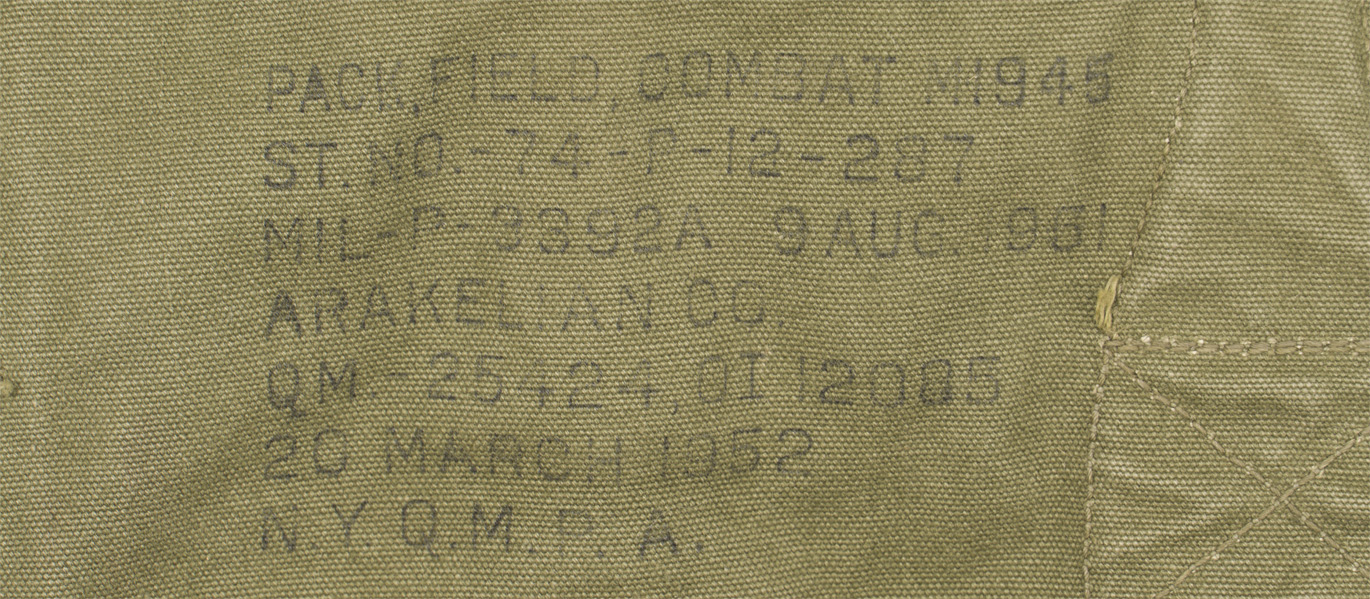 PACK, FIELD, COMBAT M1945
ST. NO. -74-P-12-287
MIL-P-3392A 9 AUG. 1961
ARAKELIAN CO.
QM. -25424, OI 12085
20 MARCH 1952
N.Y.Q.M.P.A.